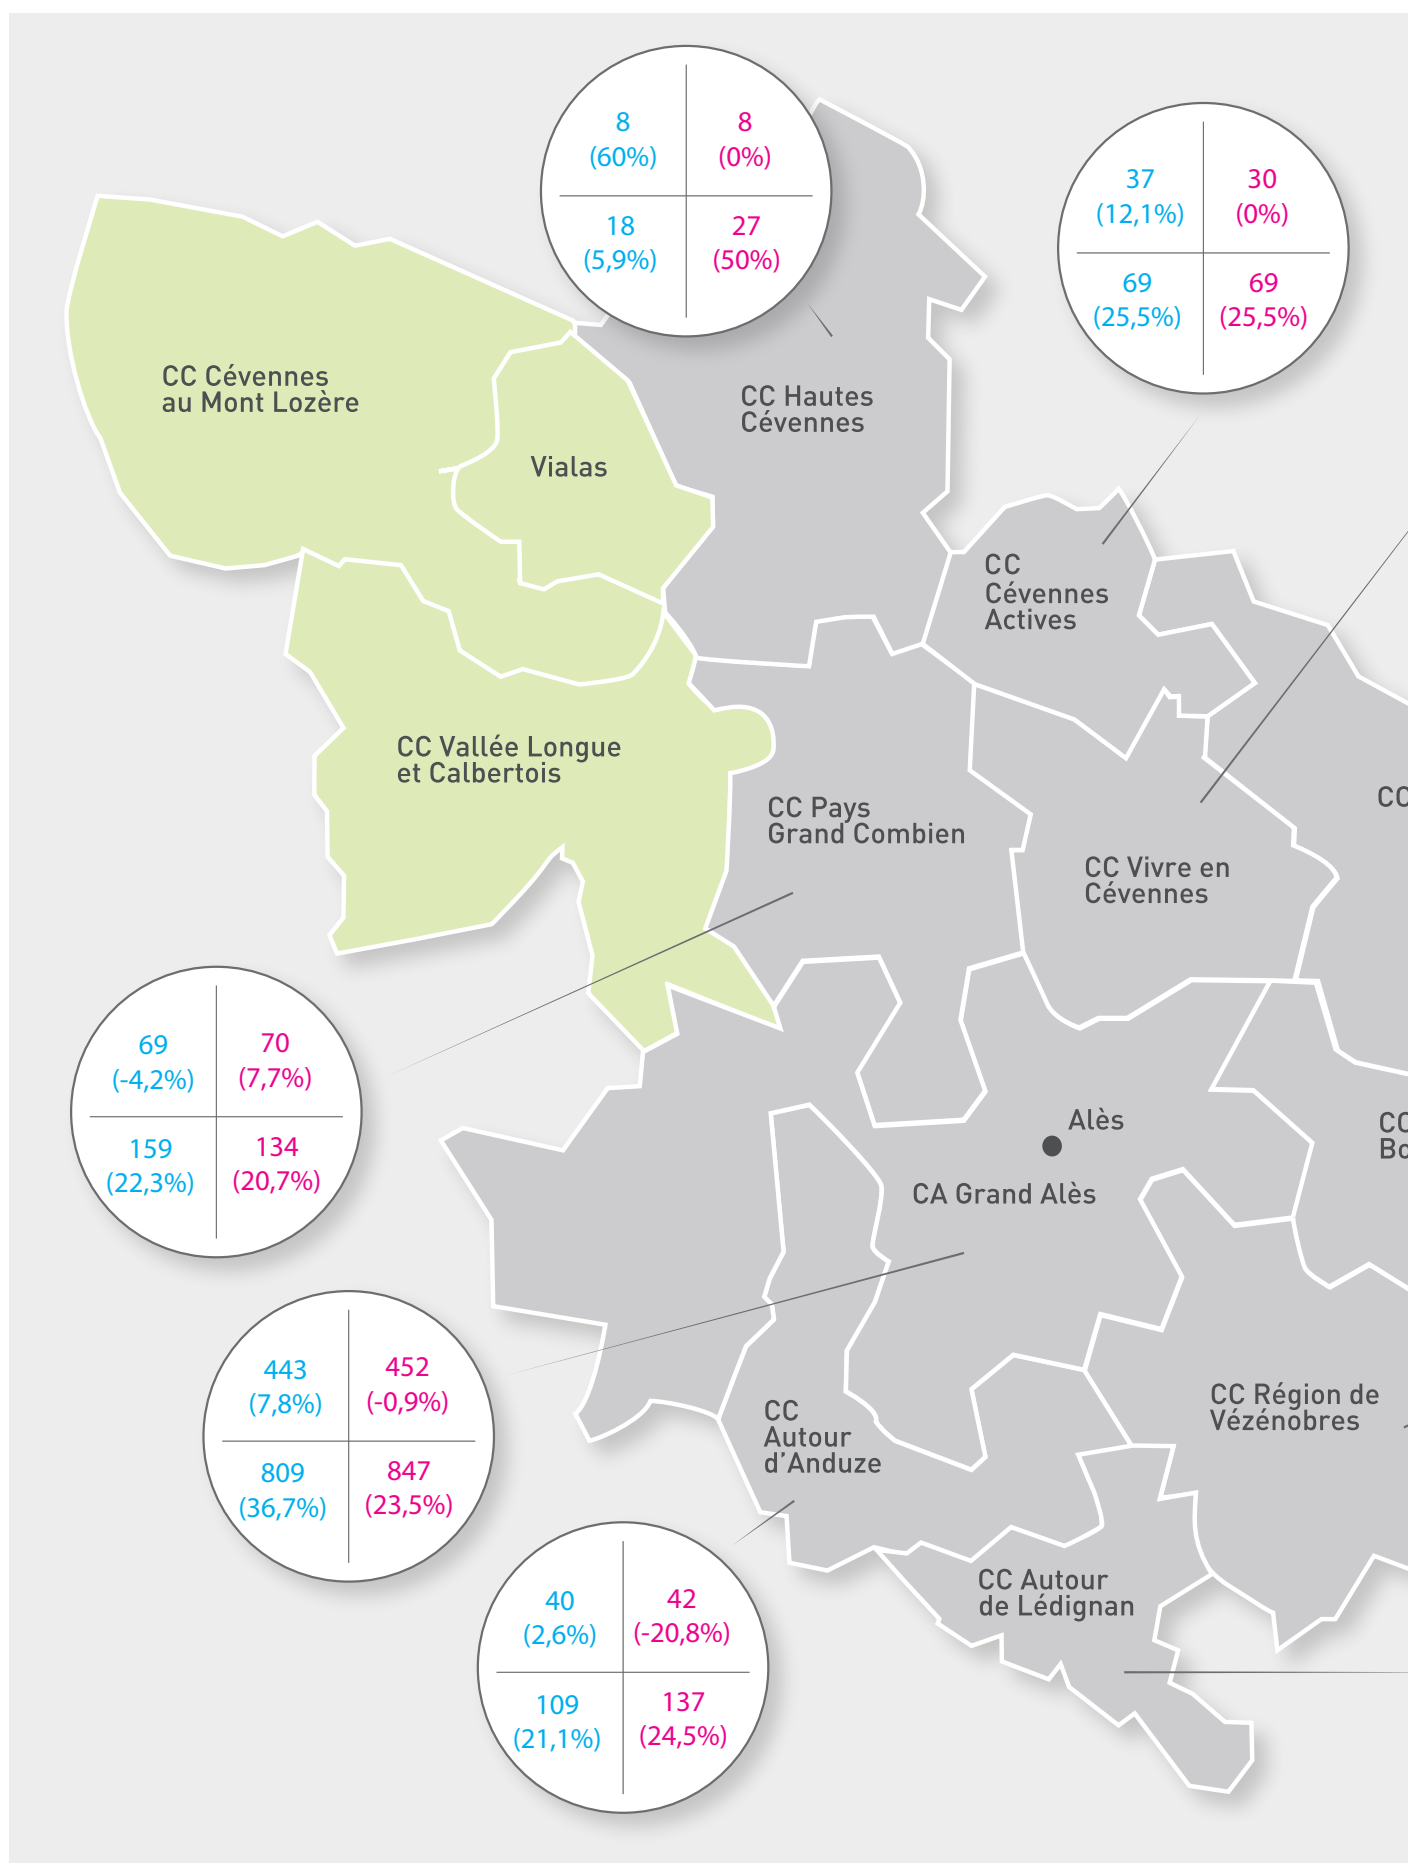 8
(60%)
8
(0%)
18
(5,9%)
27
(50%)
37
(12,1%)
30
(0%)
69
(25,5%)
69
(25,5%)
CC Cévennes
au Mont Lozère
Vialas
CC Hautes
Cévennes
CC
Cévennes
Actives
CC Vallée Longue
et Calbertois
CC Pays
Grand Combien
CC
CC Vivre en
Cévennes
69
(-4,2%)
70
(7,7%)
159
(22,3%)
134
(20,7%)
Alès
CA Grand Alès
CC
Bo
443
(7,8%)
452
(-0,9%)
809
(36,7%)
847
(23,5%)
CC
Autour
d'Anduze
CC Région de
Vézénobres
40
(2,6%)
42
(-20,8%)
109
(21,1%)
137
(24,5%)
CC Autour
de Lédignan